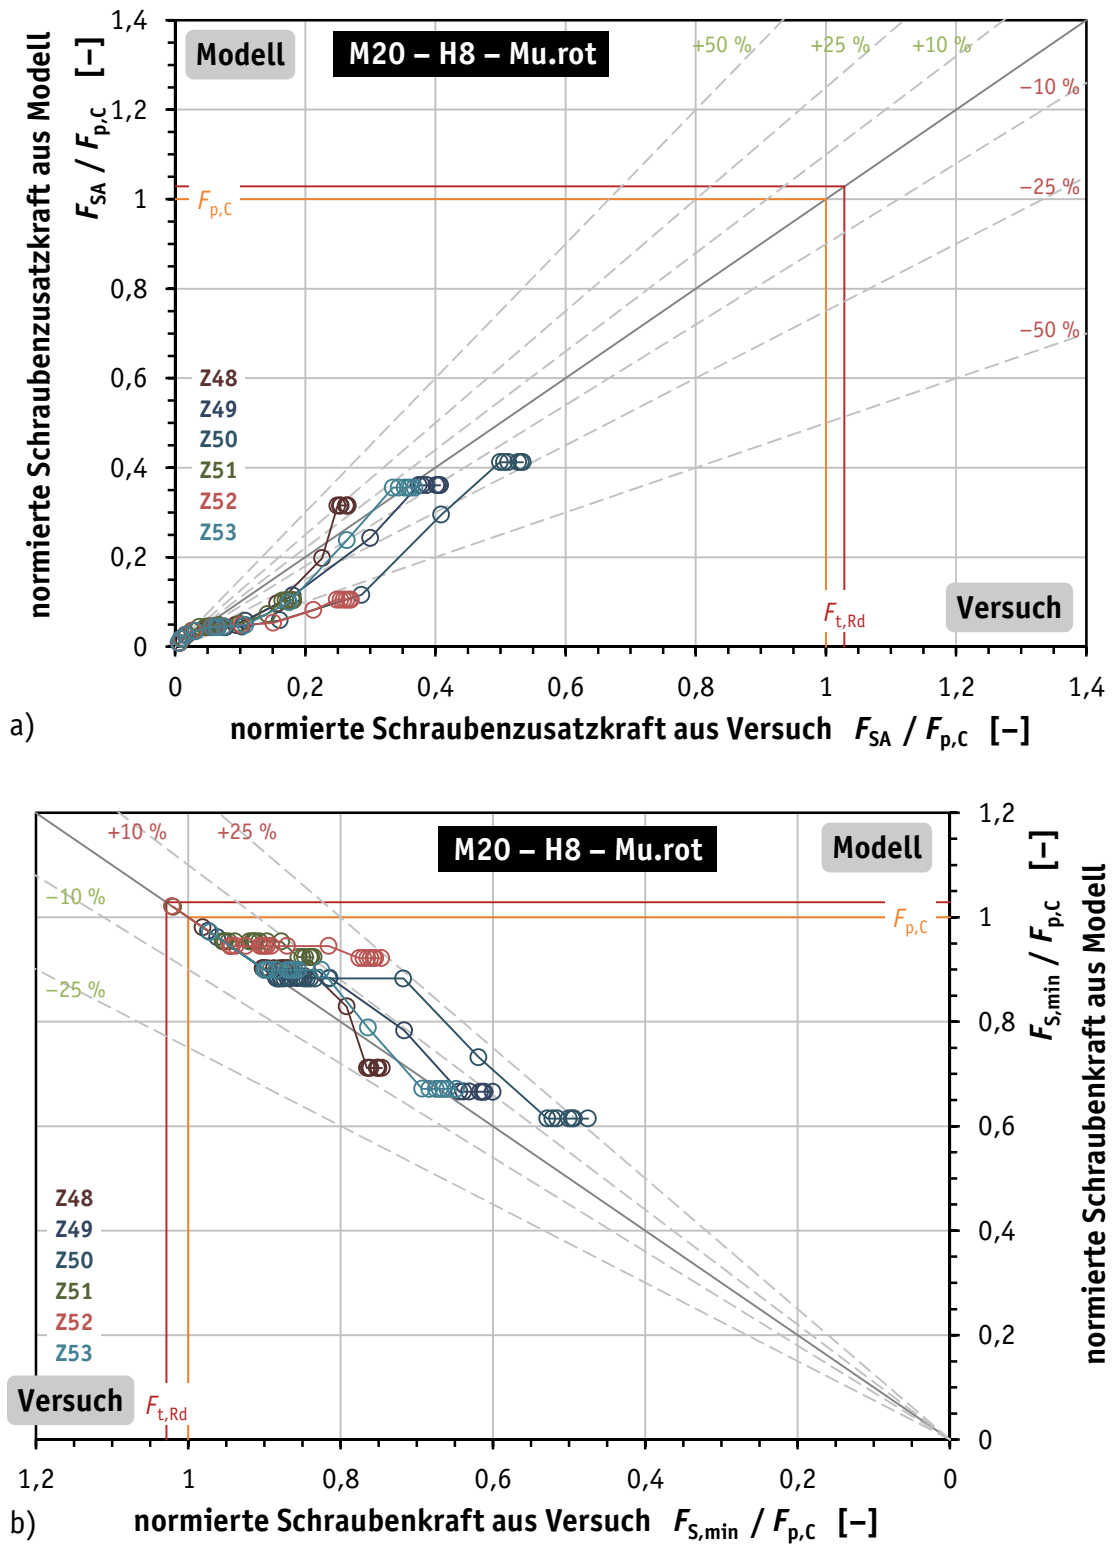 1,4
1,2
1
0,8
0,6
0,4
0,2
0
normierte Schraubenzusatzkraft aus Modell
F_SA / F_p,C [–]
Modell
M20 – H8 – Mu.rot
+50 %
+25 %
+10 %
–10 %
–25 %
–50 %
F_p,C
Z48
Z49
Z50
Z51
Z52
Z53
F_t,Rd
Versuch
0
0,2
0,4
0,6
0,8
1
1,2
1,4
a)
normierte Schraubenzusatzkraft aus Versuch F_SA / F_p,C [–]
+10 %
+25 %
M20 – H8 – Mu.rot
Modell
–10 %
–25 %
F_p,C
1,2
1
0,8
0,6
0,4
0,2
0
F_S,min / F_p,C [–]
normierte Schraubenkraft aus Modell
Z48
Z49
Z50
Z51
Z52
Z53
Versuch
F_t,Rd
1,2
1
0,8
0,6
0,4
0,2
0
b)
normierte Schraubenkraft aus Versuch F_S,min / F_p,C [–]